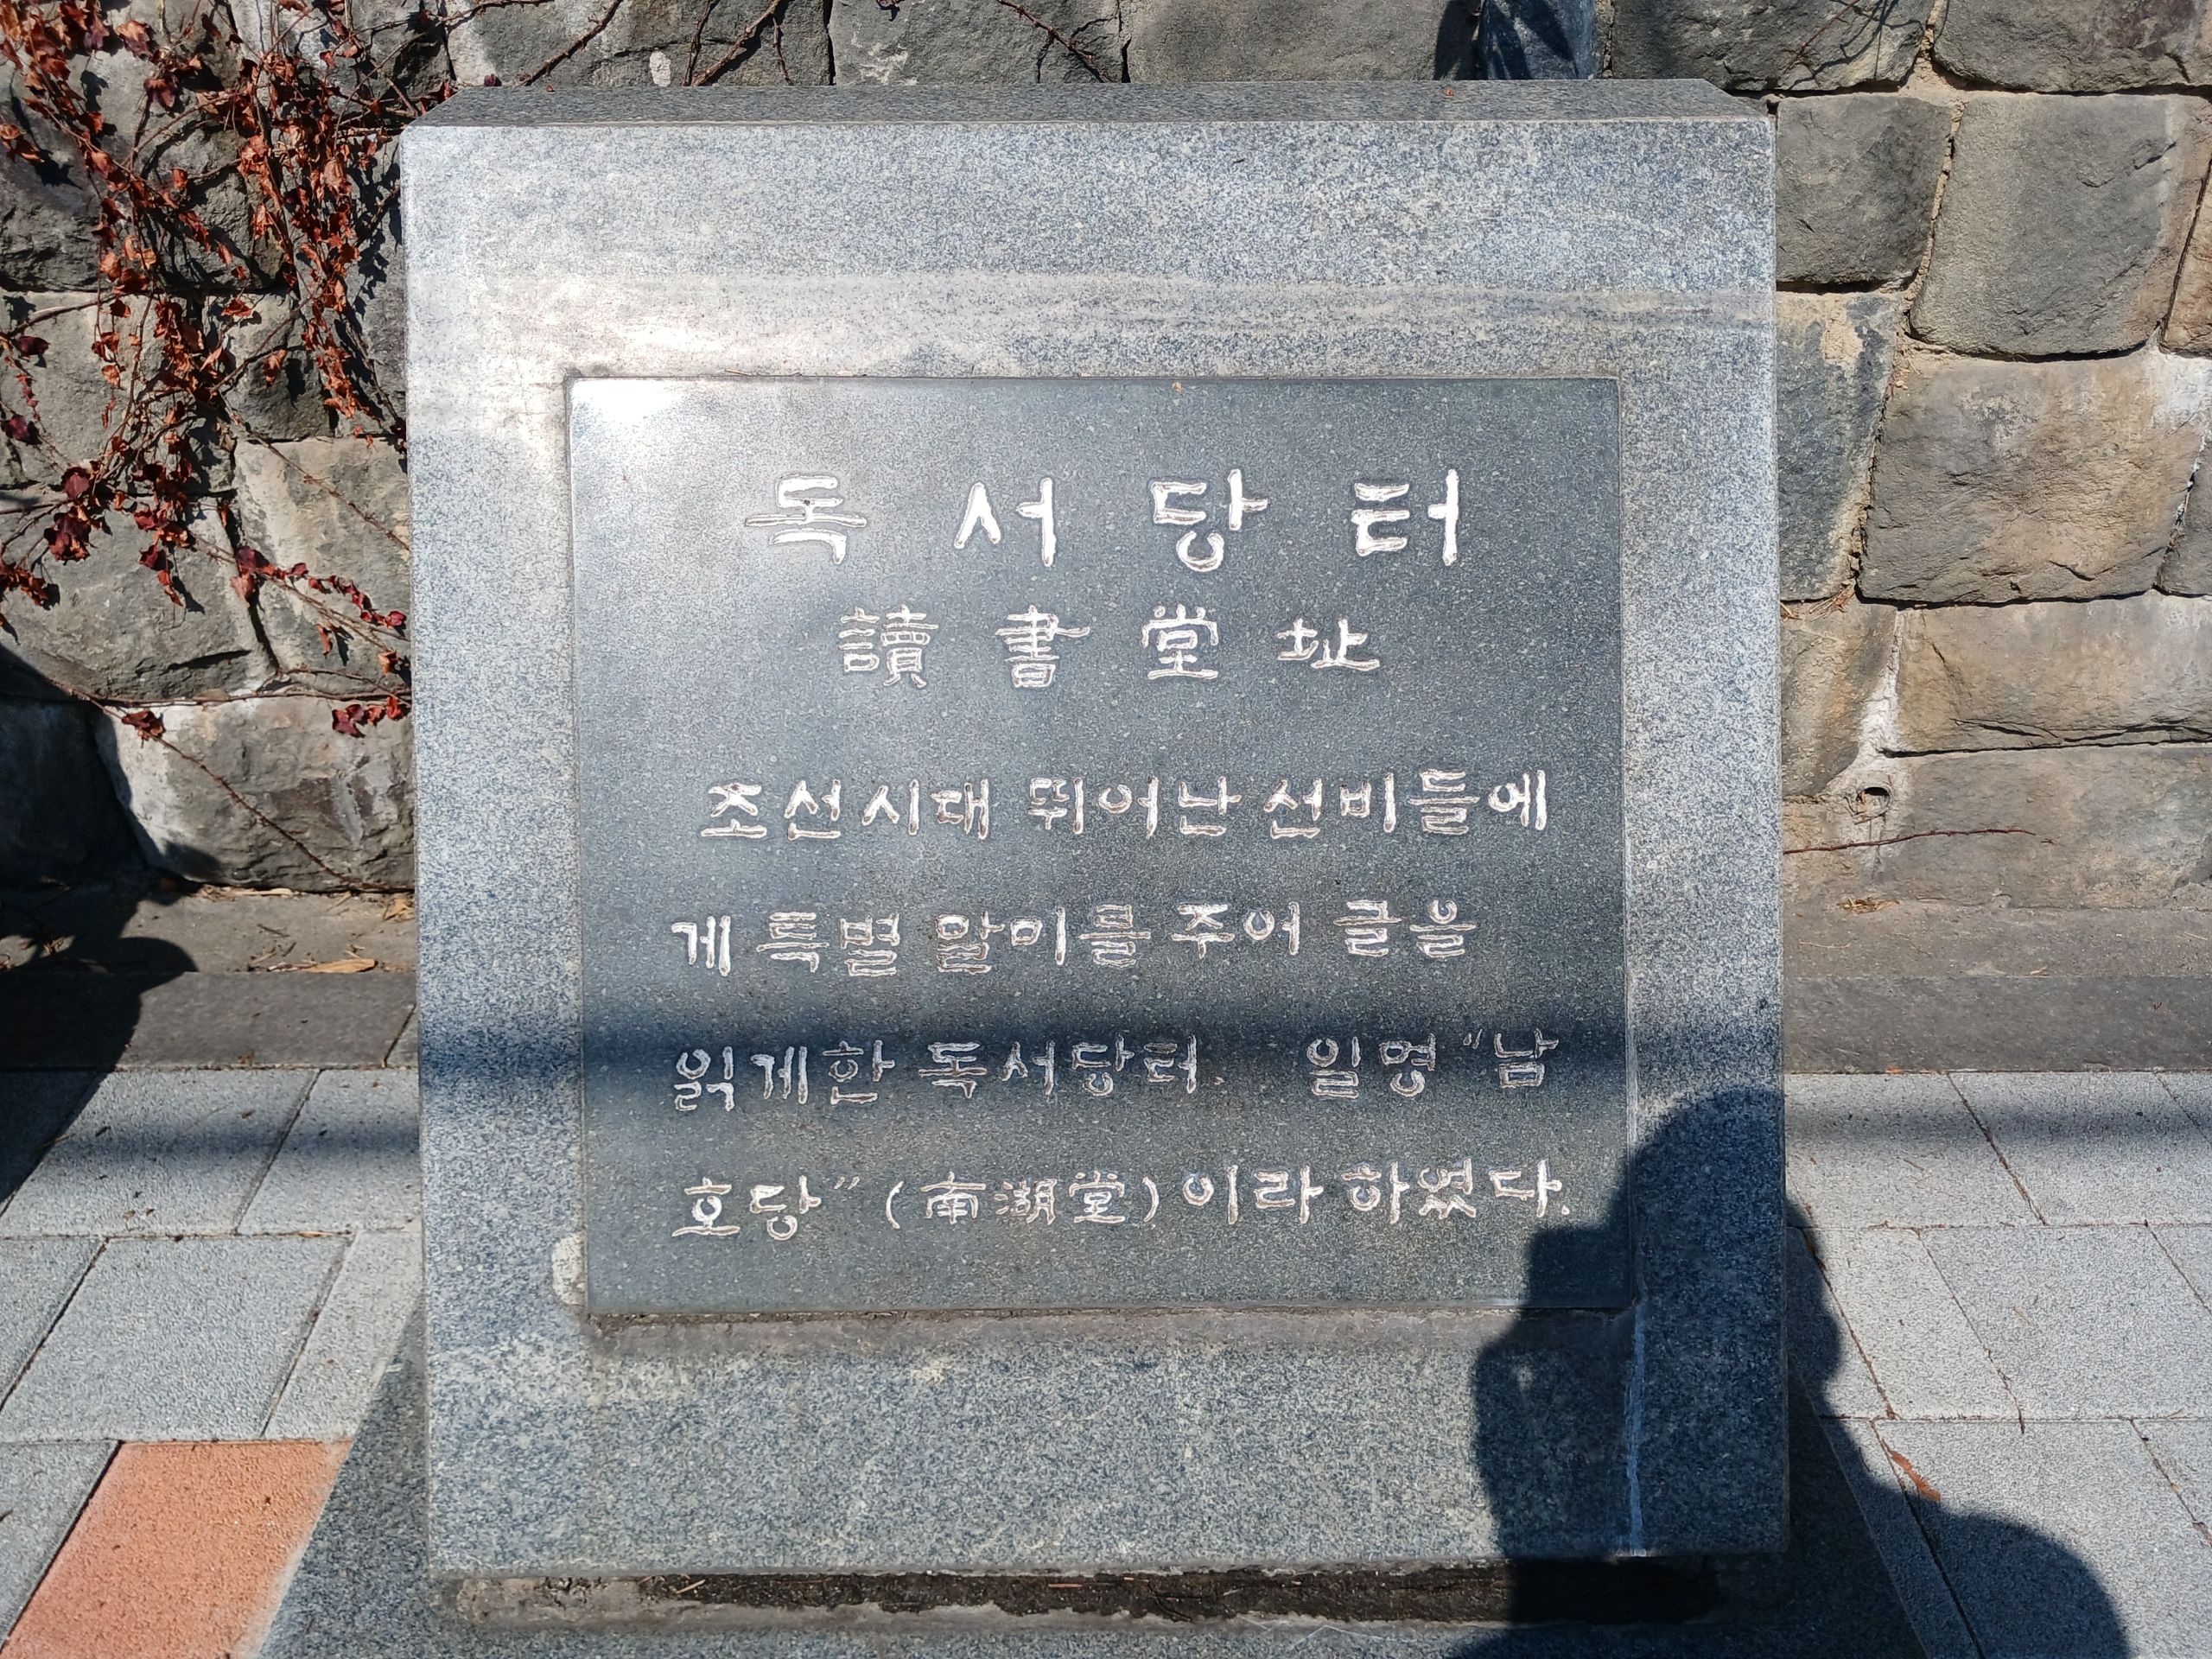 독서당터
讀書堂址
조선시대 뛰어난 선비들에
게 특별 말미를 주어 글을
읽게한 독서당터. 일명 "남
호당" (南湖堂)이라 하였다.